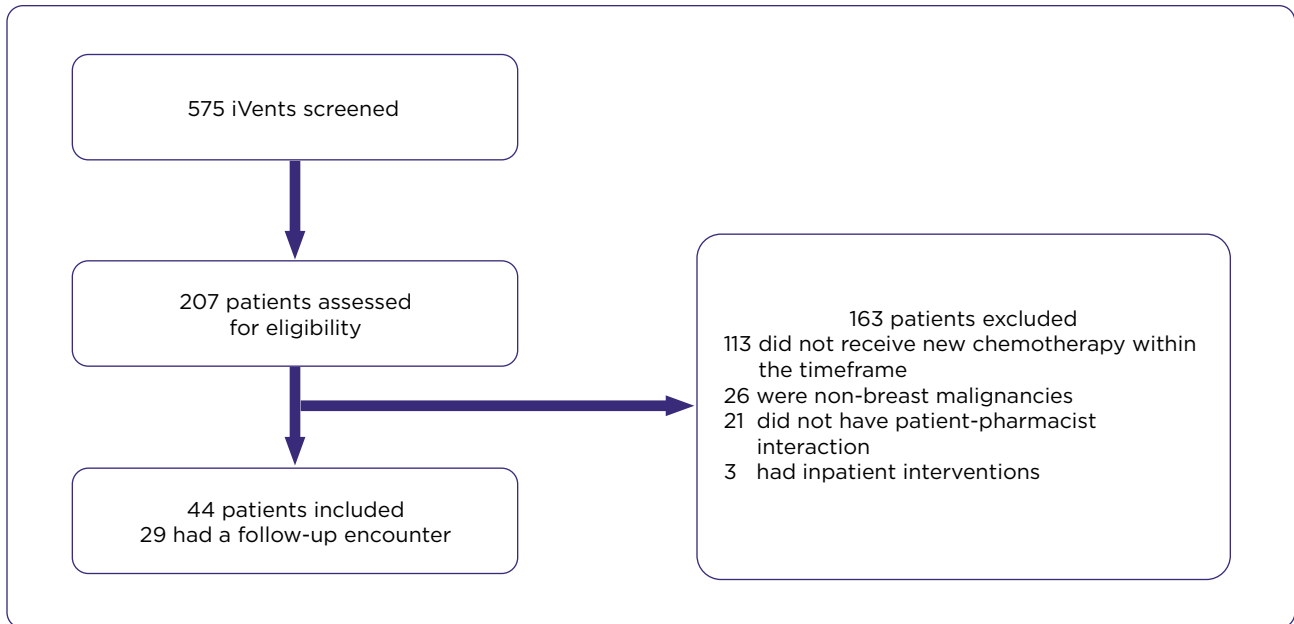 575 iVents screened
207 patients assessed
for eligibility
163 patients excluded
113 did not receive new chemotherapy within
the timeframe
26 were non-breast malignancies
21 did not have patient-pharmacist
interaction
3 had inpatient interventions
44 patients included
29 had a follow-up encounter